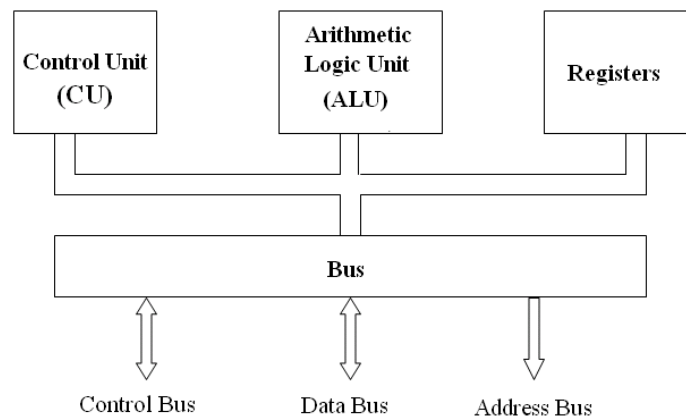 Control Unit
(CU)
Arithmetic
Logic Unit
(ALU)
Registers
Bus
Control Bus
Data Bus
Address Bus